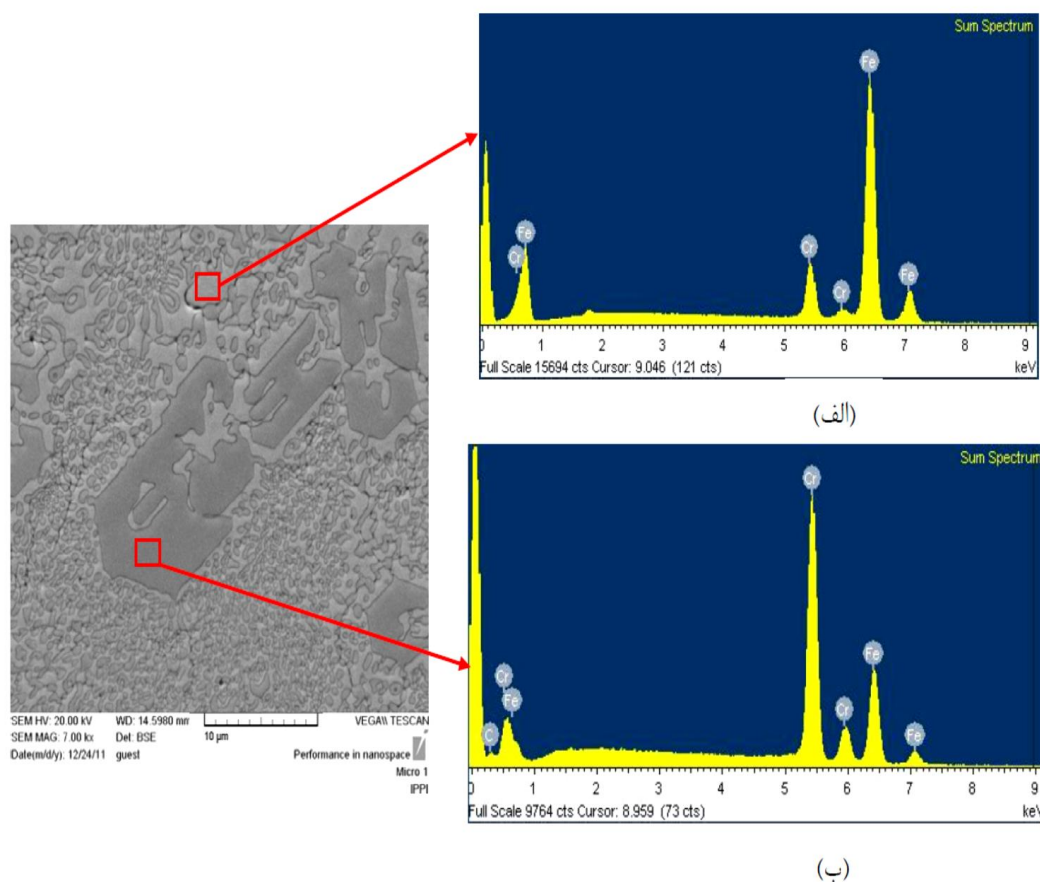 Sum Spectrum
Fe
Fe
Cr
Cr
Cr
Fe
0 1 2 3 4 5 6 7 8 9
Full Scale 15694 cts Cursor: 9.046 (121 cts) keV
(الف)
Sum Spectrum
Cr
Cr
Fe
C
Cr
Fe
Fe
0 1 2 3 4 5 6 7 8 9
Full Scale 9764 cts Cursor: 8.959 (73 cts) keV
(ب)
SEM HV: 20.00 kV WD: 14.5980 mm VEGA\\ TESCAN
SEM MAG: 7.00 kx Det: BSE 10 µm
Date(m/d/y): 12/24/11 guest Performance in nanospace
Micro 1
IPPI